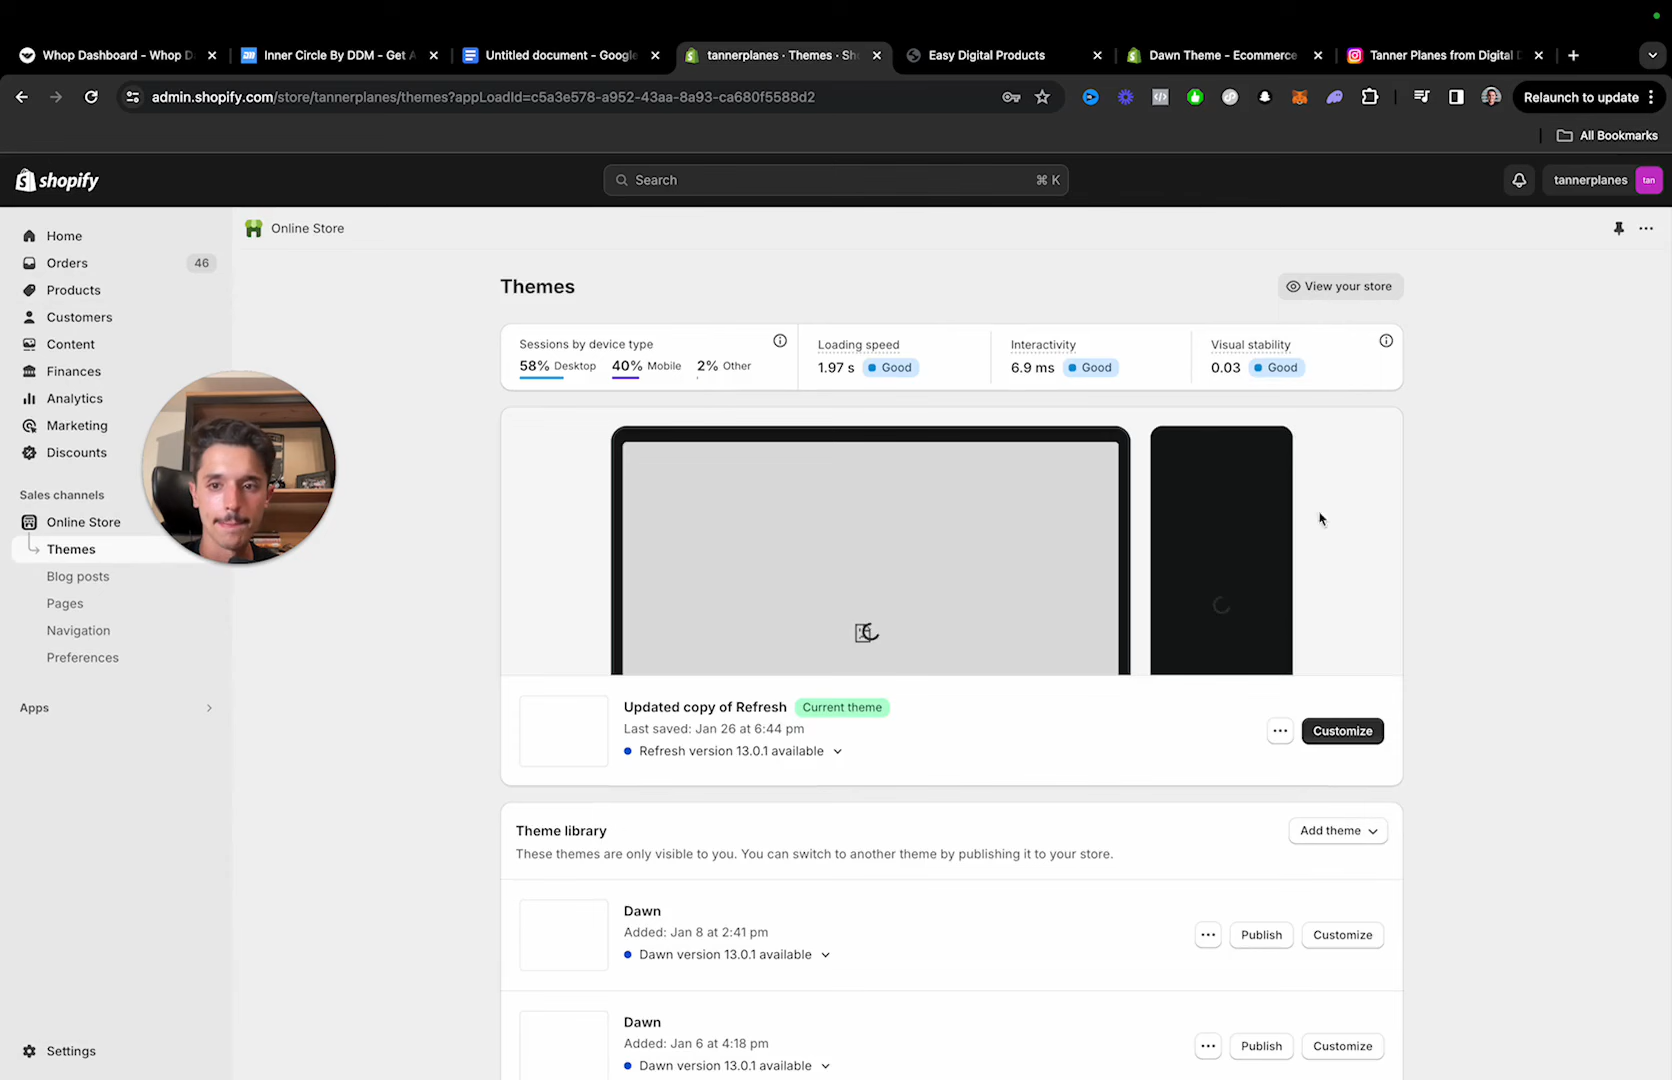 Whop Dashboard - Whop D
Inner Circle By DDM - Get A
Untitled document - Google
tannerplanes · Themes · Sh
Easy Digital Products
Dawn Theme - Ecommerce
Tanner Planes from Digital D
admin.shopify.com/store/tannerplanes/themes?appLoadId=c5a3e578-a952-43aa-8a93-ca680f5588d2
Relaunch to update
All Bookmarks
shopify
Search
⌘ K
tannerplanes
tan
Home
Orders
46
Products
Customers
Content
Finances
Analytics
Marketing
Discounts
Sales channels
Online Store
Themes
Blog posts
Pages
Navigation
Preferences
Apps
Settings
Online Store
Themes
View your store
Sessions by device type
58% Desktop
40% Mobile
2% Other
Loading speed
1.97 s
Good
Interactivity
6.9 ms
Good
Visual stability
0.03
Good
Updated copy of Refresh
Current theme
Last saved: Jan 26 at 6:44 pm
Refresh version 13.0.1 available
Customize
Theme library
Add theme
These themes are only visible to you. You can switch to another theme by publishing it to your store.
Dawn
Added: Jan 8 at 2:41 pm
Dawn version 13.0.1 available
Publish
Customize
Dawn
Added: Jan 6 at 4:18 pm
Dawn version 13.0.1 available
Publish
Customize